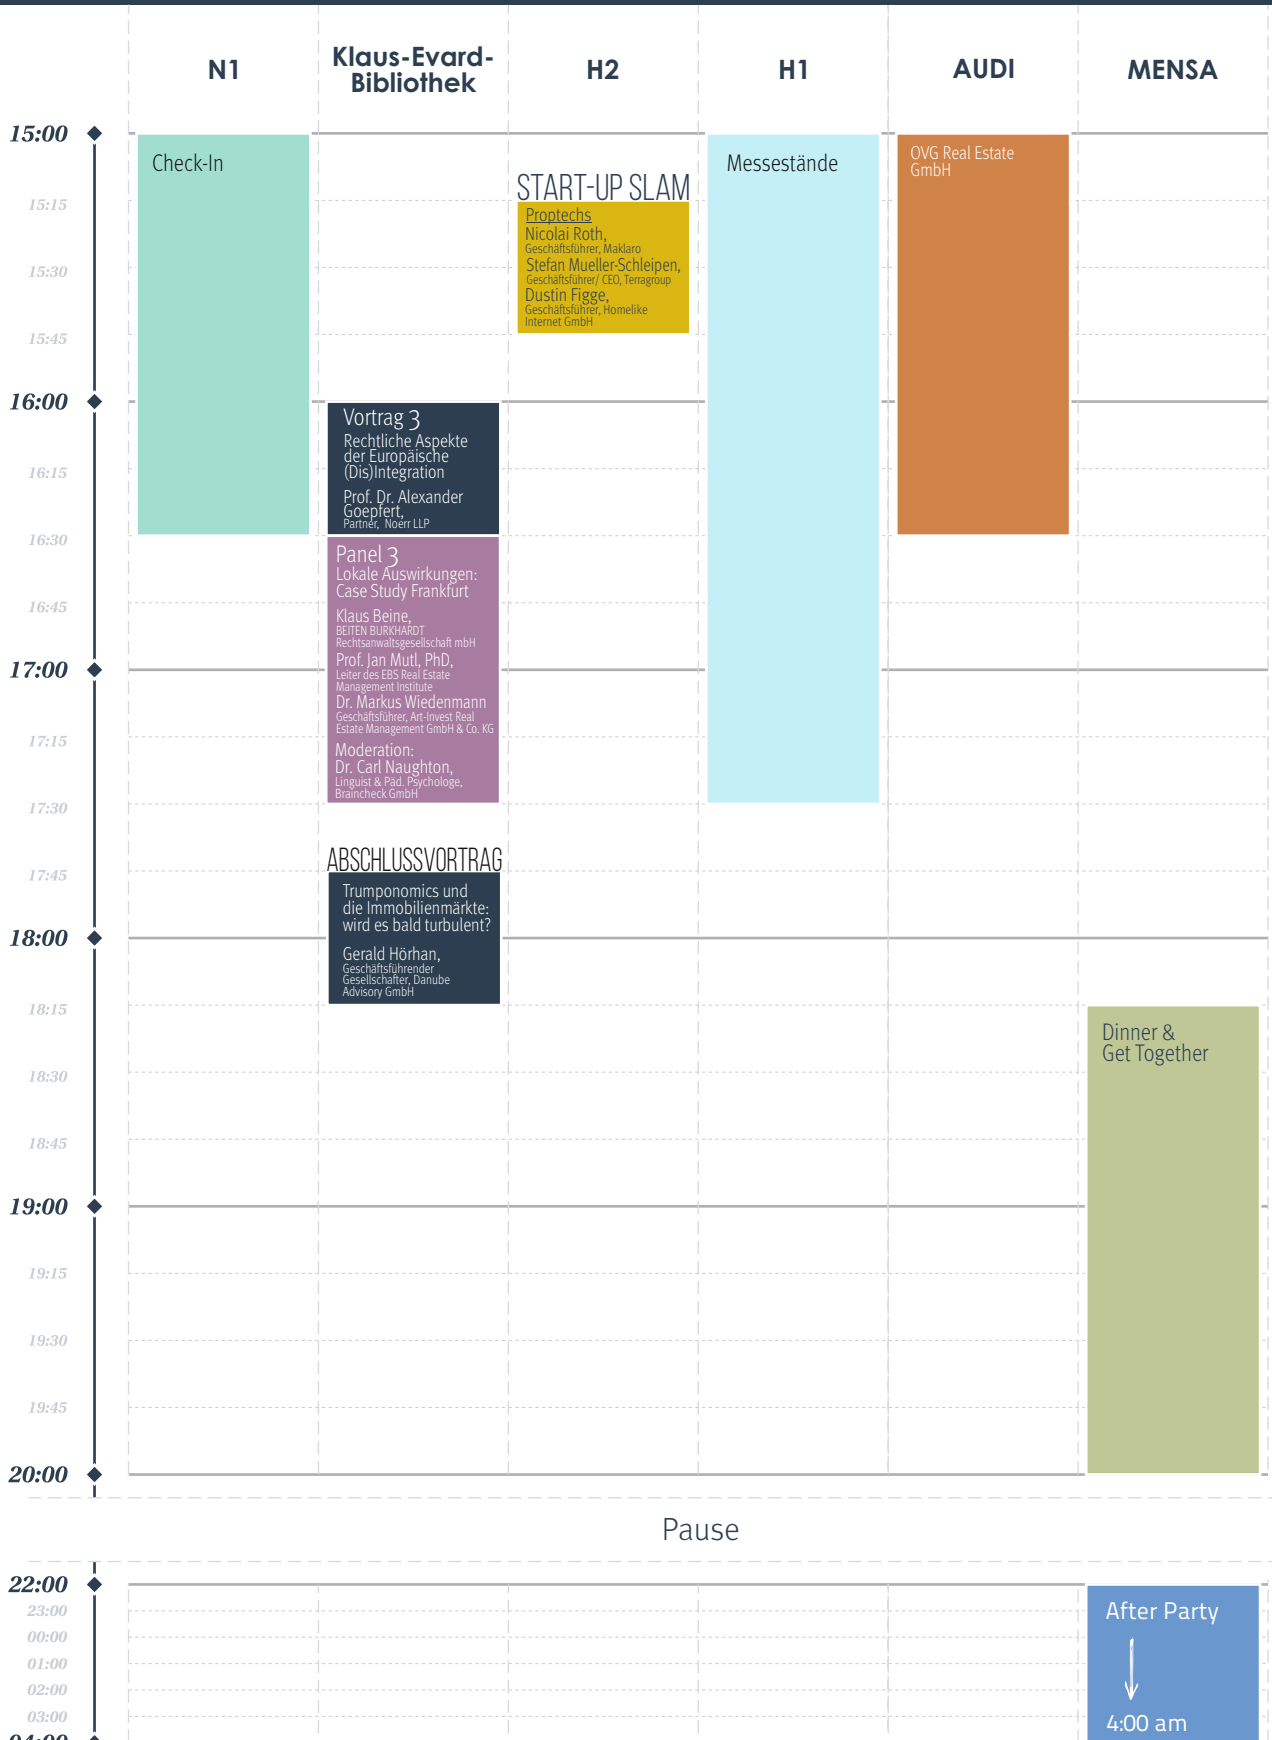 N1
Klaus-Evard-
Bibliothek
H2
H1
AUDI
MENSA
15:00
15:15
15:30
15:45
16:00
16:15
16:30
16:45
17:00
17:15
17:30
17:45
18:00
18:15
18:30
18:45
19:00
19:15
19:30
19:45
20:00
Check-In
Vortrag 3
Rechtliche Aspekte
der Europäische
(Dis)Integration
Prof. Dr. Alexander
Goepfert,
Partner, Noerr LLP
Panel 3
Lokale Auswirkungen:
Case Study Frankfurt
Klaus Beine,
BEITEN BURKHARDT
Rechtsanwaltsgesellschaft mbH
Prof. Jan Mutl, PhD,
Leiter des EBS Real Estate
Management Institute
Dr. Markus Wiedenmann
Geschäftsführer, Art-Invest Real
Estate Management GmbH & Co. KG
Moderation:
Dr. Carl Naughton,
Linguist & Päd. Psychologe,
Braincheck GmbH
ABSCHLUSSVORTRAG
Trumponomics und
die Immobilienmärkte:
wird es bald turbulent?
Gerald Hörhan,
Geschäftsführender
Gesellschafter, Danube
Advisory GmbH
START-UP SLAM
Proptechs
Nicolai Roth,
Geschäftsführer, Maklaro
Stefan Mueller-Schleipen,
Geschäftsführer/ CEO, Terragroup
Dustin Figge,
Geschäftsführer, Homelike
Internet GmbH
Messestände
OVG Real Estate
GmbH
Dinner &
Get Together
Pause
22:00
23:00
00:00
01:00
02:00
03:00
04:00
After Party
4:00 am